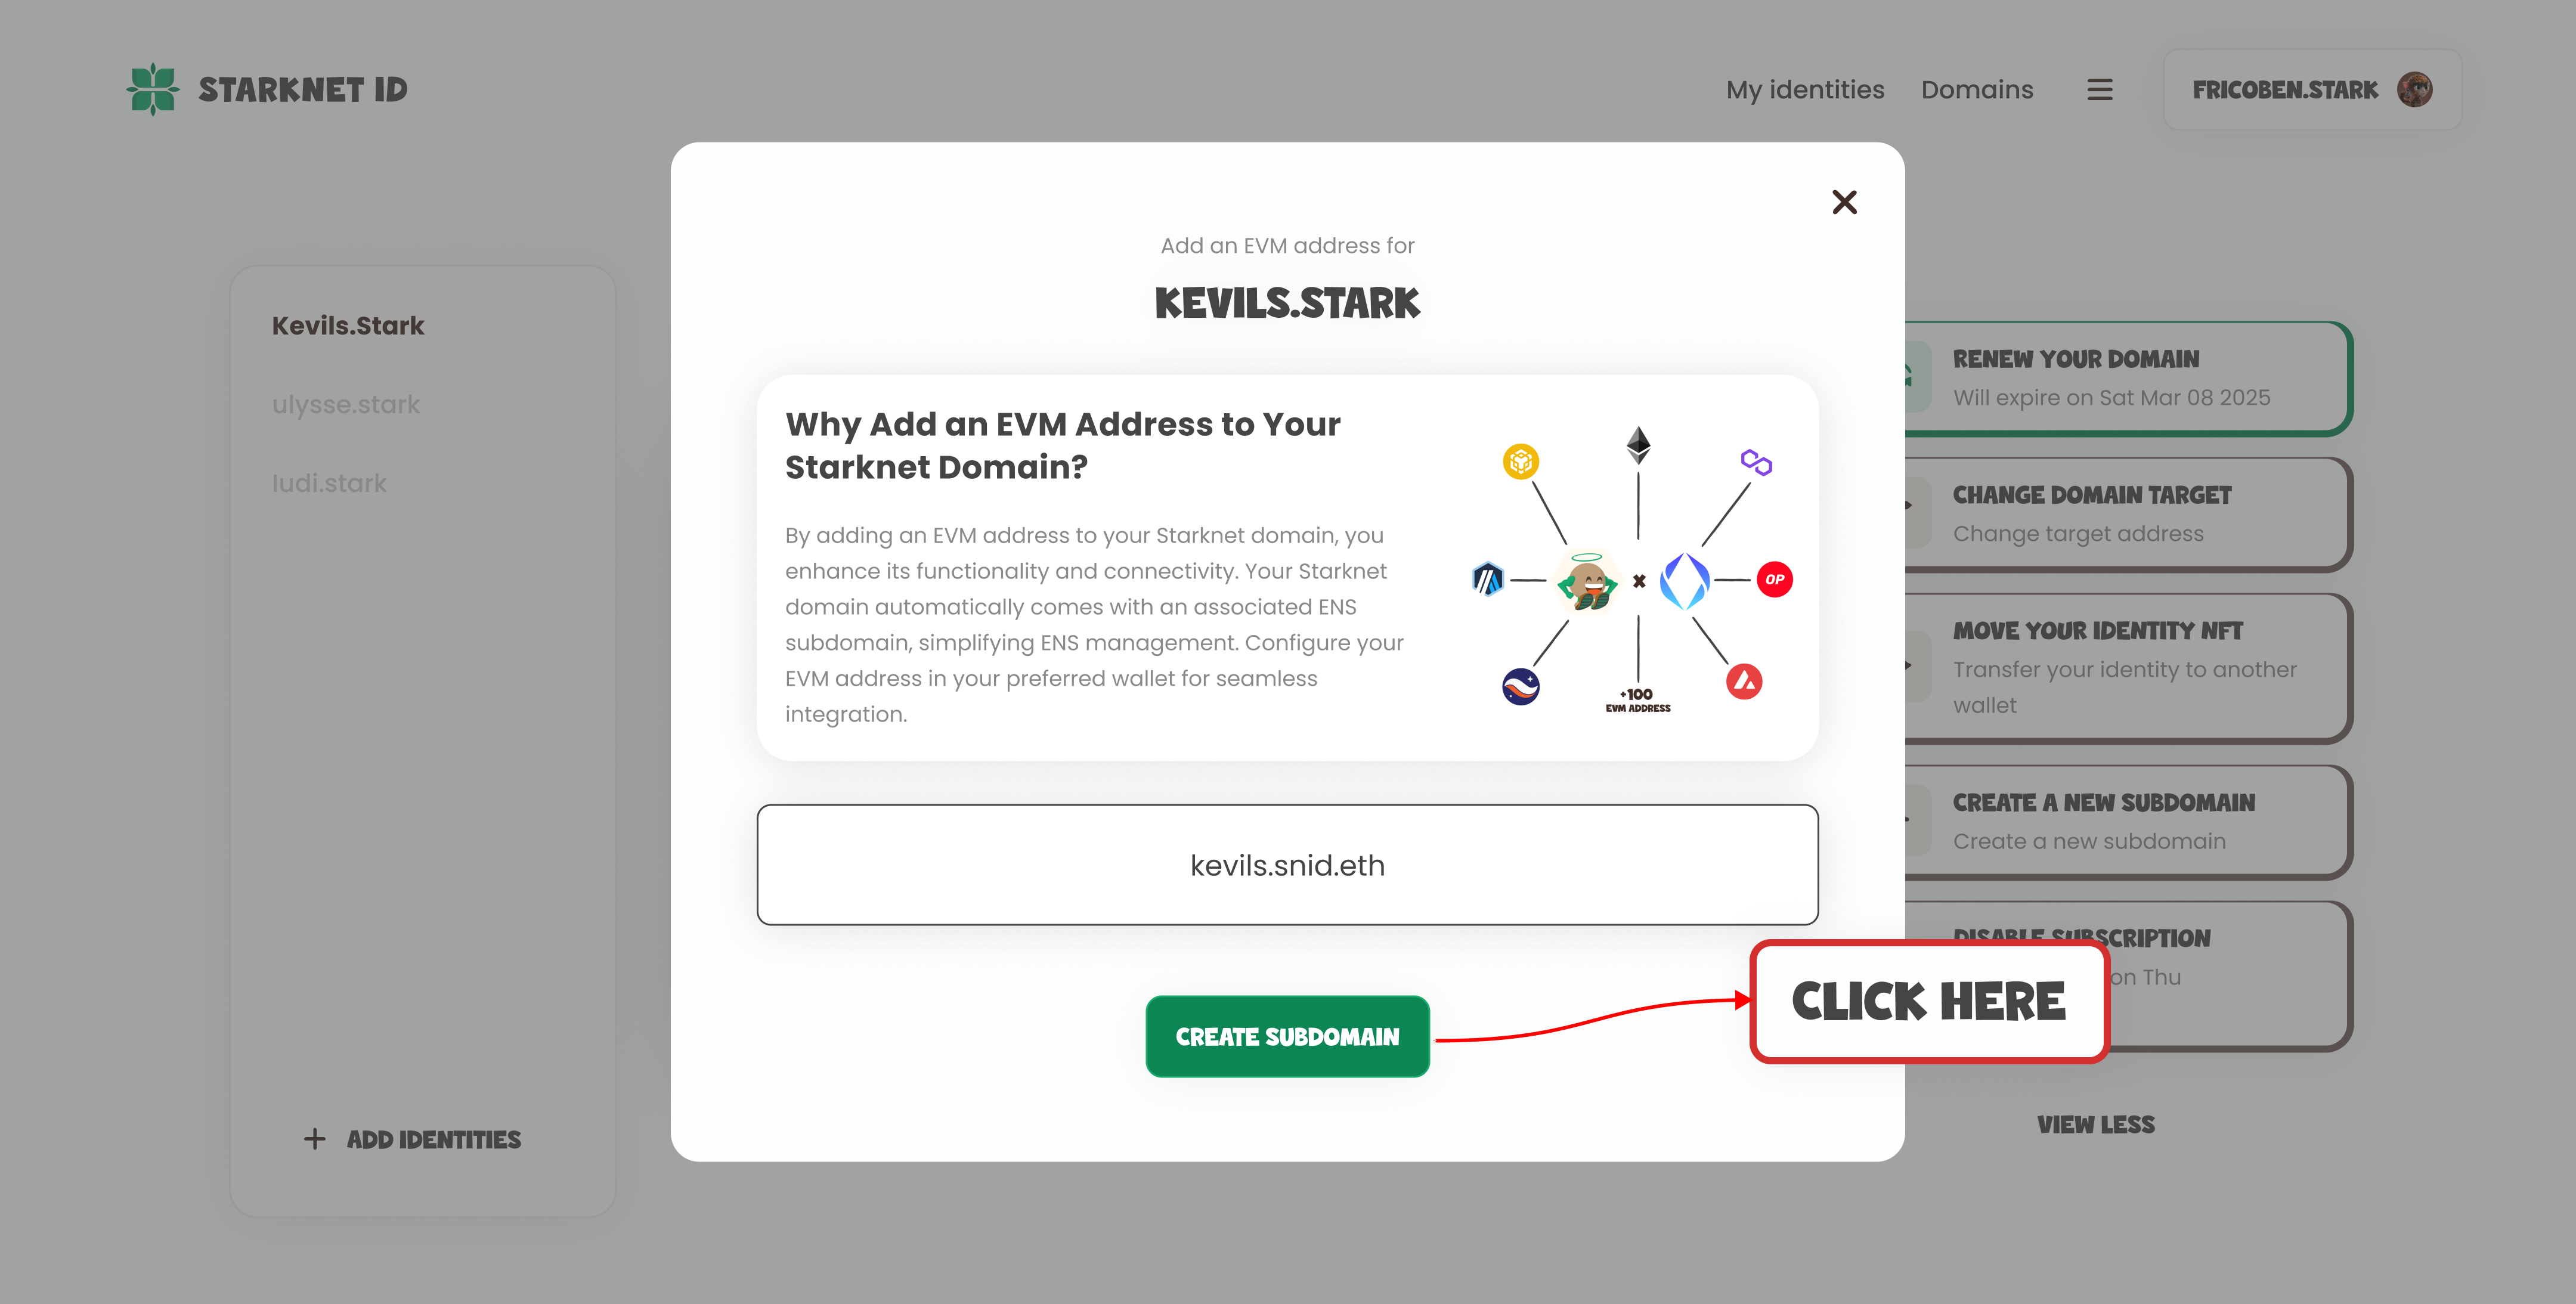 STARKNET ID
My identities
Domains
FRICOBEN.STARK
Kevils.Stark
ulysse.stark
ludi.stark
ADD IDENTITIES
Add an EVM address for
KEVILS.STARK
Why Add an EVM Address to Your
Starknet Domain?
By adding an EVM address to your Starknet domain, you
enhance its functionality and connectivity. Your Starknet
domain automatically comes with an associated ENS
subdomain, simplifying ENS management. Configure your
EVM address in your preferred wallet for seamless
integration.
OP
+100
EVM ADDRESS
kevils.snid.eth
CREATE SUBDOMAIN
CLICK HERE
RENEW YOUR DOMAIN
Will expire on Sat Mar 08 2025
CHANGE DOMAIN TARGET
Change target address
MOVE YOUR IDENTITY NFT
Transfer your identity to another
wallet
CREATE A NEW SUBDOMAIN
Create a new subdomain
DISABLE SUBSCRIPTION
on Thu
VIEW LESS